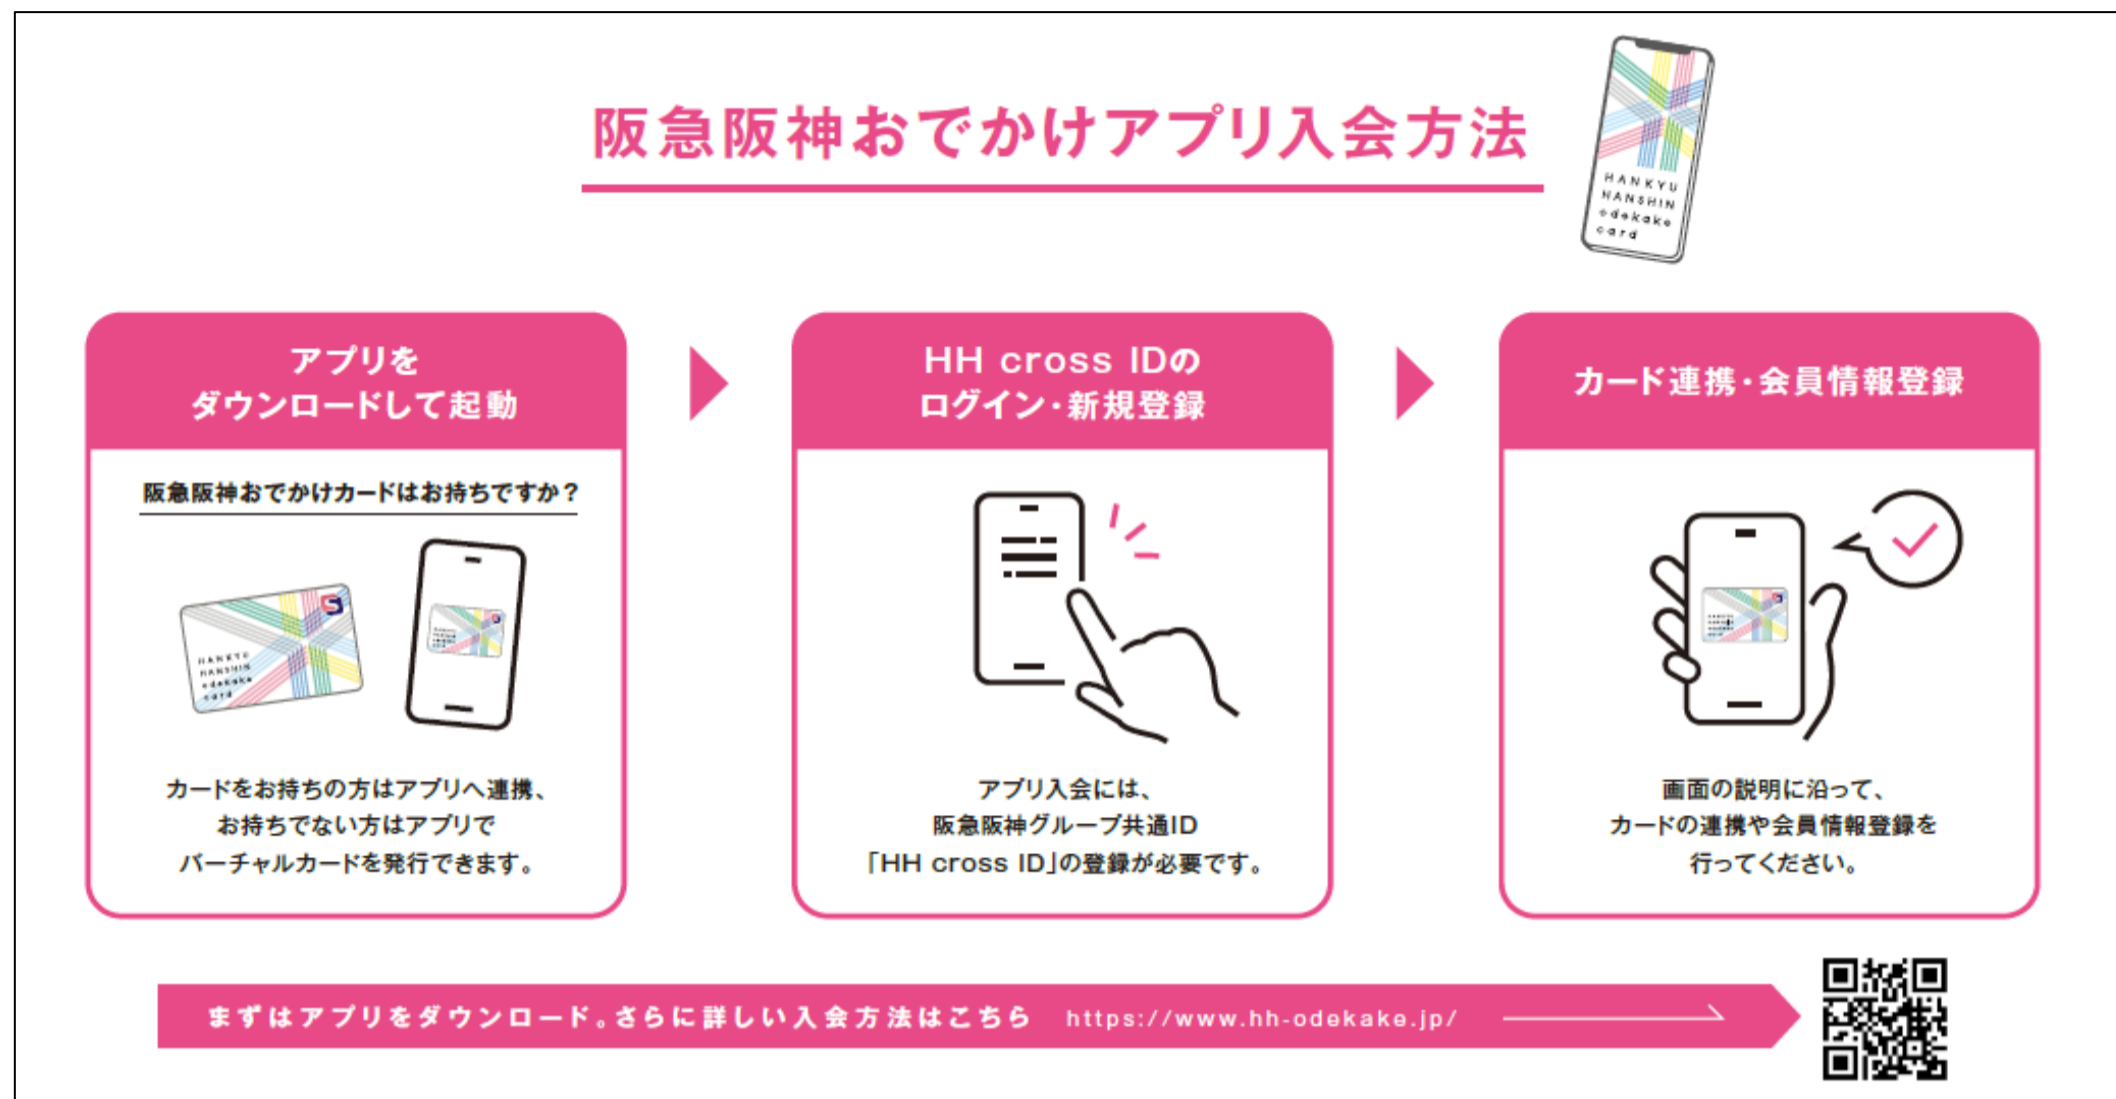 阪急阪神おでかけアプリ入会方法
HANKYU
HANSHIN
odekake
card
アプリを
ダウンロードして起動
阪急阪神おでかけカードはお持ちですか？
HANKYU
HANSHIN
odekake
card
カードをお持ちの方はアプリへ連携、
お持ちでない方はアプリで
バーチャルカードを発行できます。
HH cross IDの
ログイン・新規登録
アプリ入会には、
阪急阪神グループ共通ID
「HH cross ID」の登録が必要です。
カード連携・会員情報登録
画面の説明に沿って、
カードの連携や会員情報登録を
行ってください。
まずはアプリをダウンロード。さらに詳しい入会方法はこちら https://www.hh-odekake.jp/